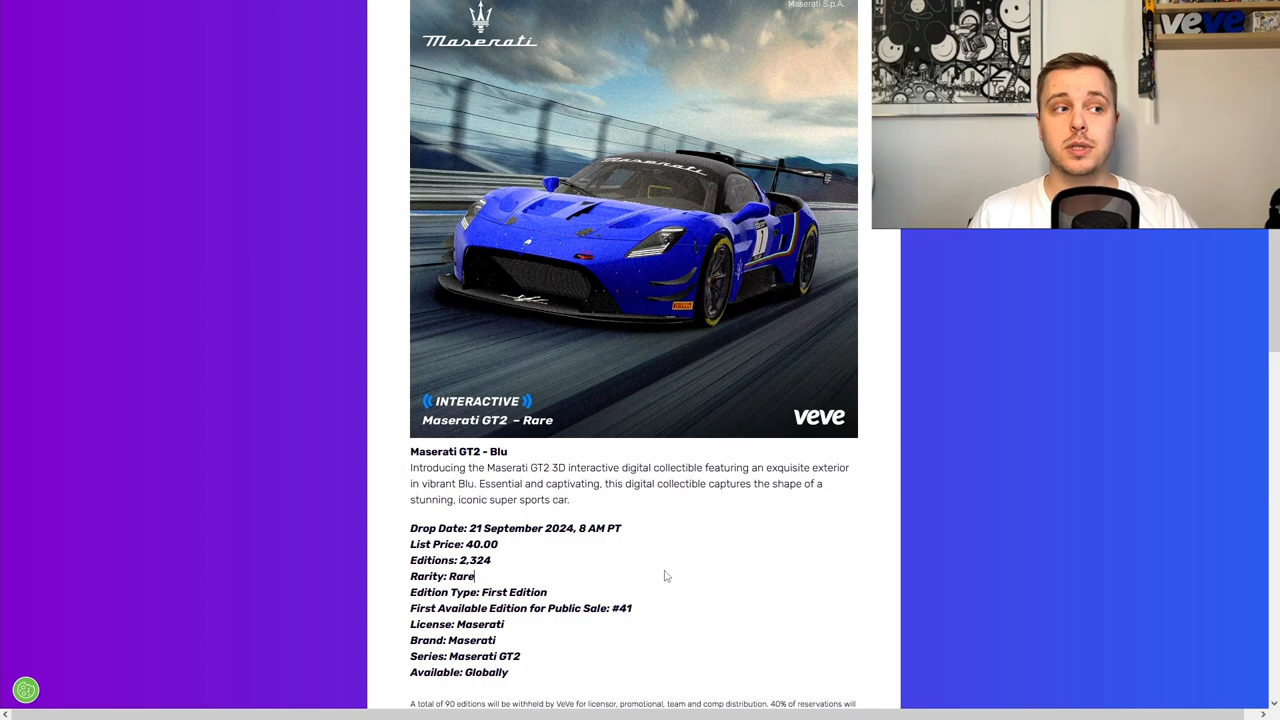 Maserati S.p.A.
Maserati
veve
Maserati
1
PIRELLI
INTERACTIVE
Maserati GT2 – Rare
veve
Maserati GT2 - Blu
Introducing the Maserati GT2 3D interactive digital collectible featuring an exquisite exterior
in vibrant Blu. Essential and captivating, this digital collectible captures the shape of a
stunning, iconic super sports car.
Drop Date: 21 September 2024, 8 AM PT
List Price: 40.00
Editions: 2,324
Rarity: Rare
Edition Type: First Edition
First Available Edition for Public Sale: #41
License: Maserati
Brand: Maserati
Series: Maserati GT2
Available: Globally
A total of 90 editions will be withheld by VeVe for licensor, promotional, team and comp distribution. 40% of reservations will